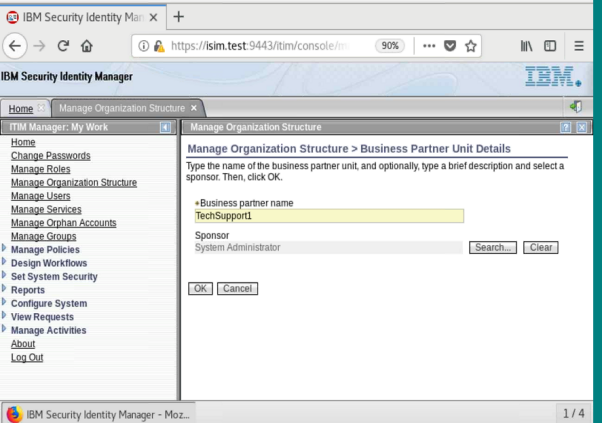 IBM Security Identity Man
https://isim.test:9443/itim/console/m
90%
IBM Security Identity Manager
IBM.
Home
Manage Organization Structure
ITIM Manager: My Work
Home
Change Passwords
Manage Roles
Manage Organization Structure
Manage Users
Manage Services
Manage Orphan Accounts
Manage Groups
Manage Policies
Design Workflows
Set System Security
Reports
Configure System
View Requests
Manage Activities
About
Log Out
Manage Organization Structure
Manage Organization Structure > Business Partner Unit Details
Type the name of the business partner unit, and optionally, type a brief description and select a
sponsor. Then, click OK.
*Business partner name
TechSupport1
Sponsor
System Administrator
Search... Clear
OK Cancel
IBM Security Identity Manager - Moz...
1 / 4